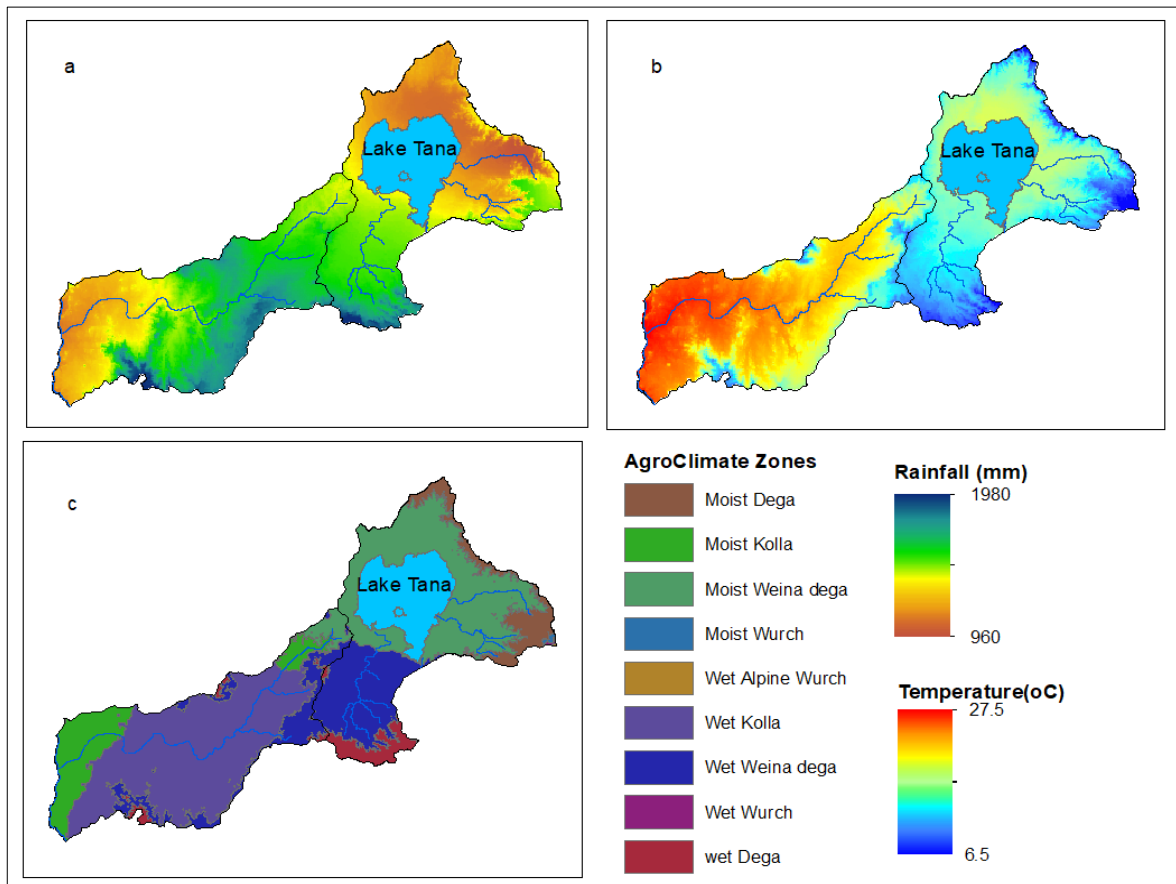 a
Lake Tana
b
Lake Tana
c
Lake Tana
AgroClimate Zones
Moist Dega
Moist Kolla
Moist Weina dega
Moist Wurch
Wet Alpine Wurch
Wet Kolla
Wet Weina dega
Wet Wurch
wet Dega
Rainfall (mm)
1980
960
Temperature(oC)
27.5
6.5